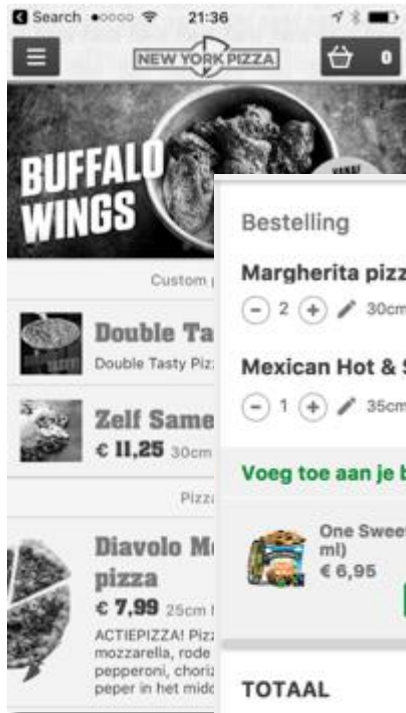 Search
21:36
NEW YORK PIZZA
0
BUFFALO
WINGS
Custom
Double Ta
Double Tasty Piz
Zelf Same
€ 11,25 30cm
Pizz
Diavolo M
pizza
€ 7,99 25cm
ACTIEPIZZA! Piz
mozzarella, rode
pepperoni, choriz
peper in het midd
Bestelling
Margherita pizz
- 2 + 30cm
Mexican Hot & S
- 1 + 35cm
Voeg toe aan je b
One Sweet
ml)
€ 6,95
TOTAAL